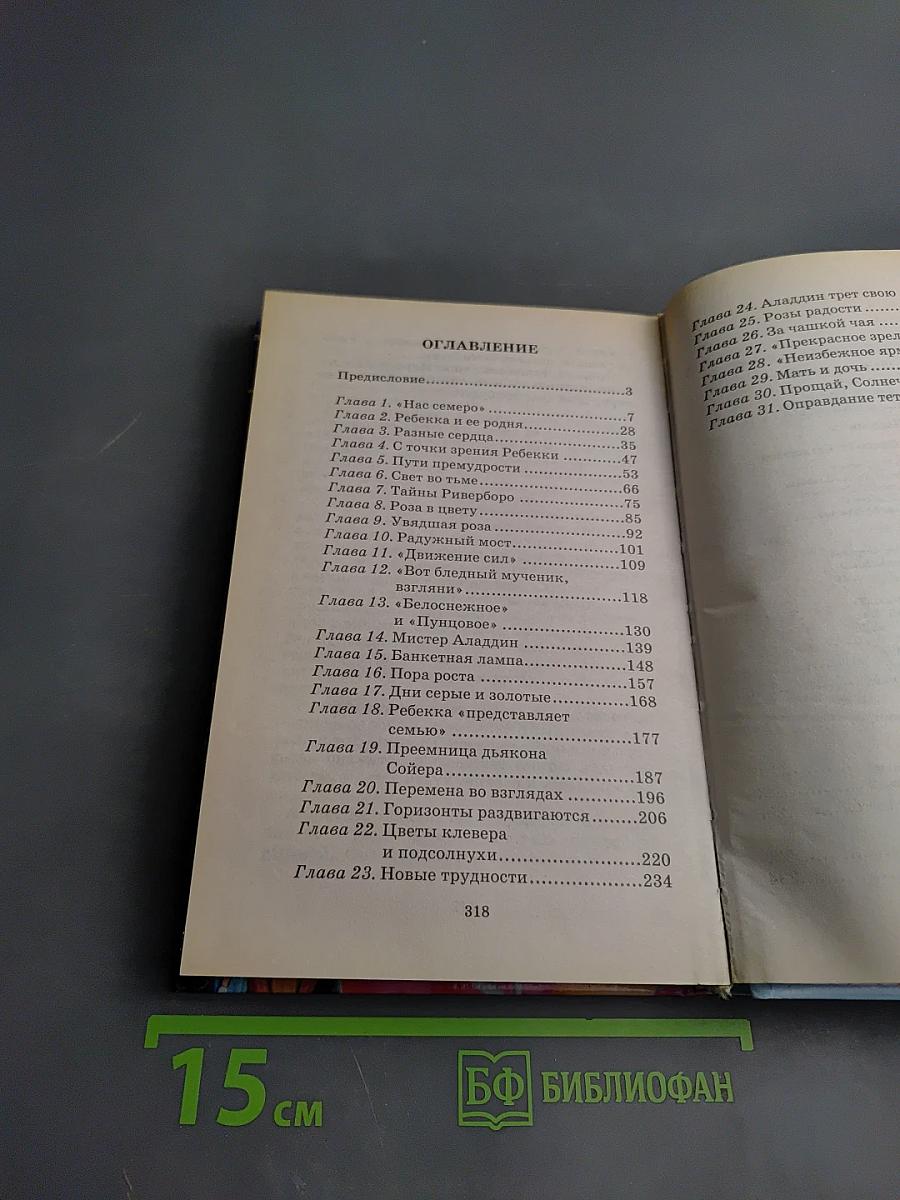 ОГЛАВЛЕНИЕ
Предисловие..............................3
Глава 1. «Нас семеро» .....................7
Глава 2. Ребекка и ее родня.................28
Глава 3. Разные сердца.....................35
Глава 4. С точки зрения Ребекки ..........47
Глава 5. Пути премудрости .................53
Глава 6. Свет во тьме.......................66
Глава 7. Тайны Риверборо .................75
Глава 8. Роза в цвету.......................85
Глава 9. Увядшая роза .....................92
Глава 10. Радужный мост...................101
Глава 11. «Движение сил» .................109
Глава 12. «Вот бледный мученик,
взгляни»..........................118
Глава 13. «Белоснежное»
и «Пунцовое» .....................130
Глава 14. Мистер Аладдин .................139
Глава 15. Банкетная лампа.................148
Глава 16. Пора роста .......................157
Глава 17. Дни серые и золотые.............168
Глава 18. Ребекка «представляет
семью» ...........................177
Глава 19. Преемница дьякона
Сойера............................187
Глава 20. Перемена во взглядах ...........196
Глава 21. Горизонты раздвигаются.......206
Глава 22. Цветы клевера
и подсолнухи.....................220
Глава 23. Новые трудности.................234
318
Глава 24. Аладдин трет свою
Глава 25. Розы радости ........
Глава 26. За чашкой чая ....
Глава 27. «Прекрасное зрел
Глава 28. «Неизбежное ярм
Глава 29. Мать и дочь ......
Глава 30. Прощай, Солнеч
Глава 31. Оправдание тет
15 см
БФ БИБЛИОФАН